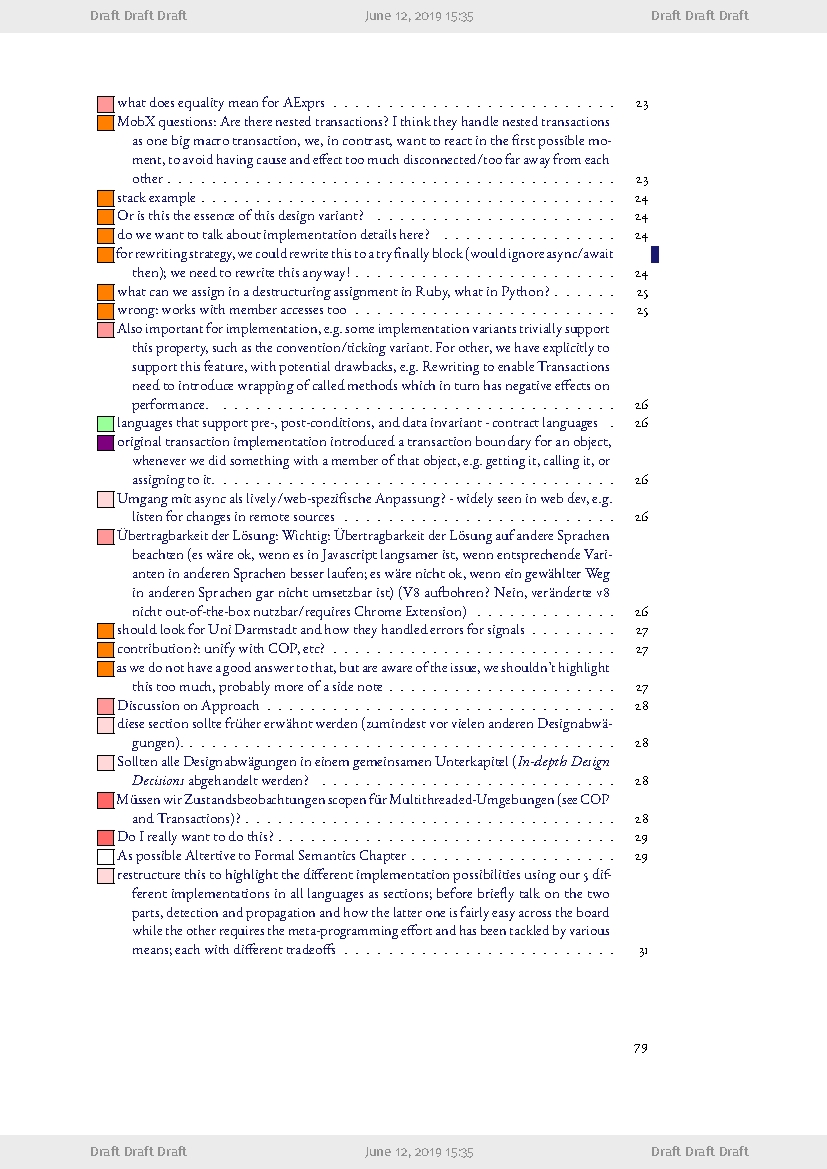 Draft Draft Draft June 12, 2019 15:35 Draft Draft Draft
what does equality mean for AExprs . . . . . . . . . . . . . . . . . . . . . . . . . 23
MobX questions: Are there nested transactions? I think they handle nested transactions
as one big macro transaction, we, in contrast, want to react in the first possible mo-
ment, to avoid having cause and effect too much disconnected/too far away from each
other . . . . . . . . . . . . . . . . . . . . . . . . . . . . . . . . . . . . . . . . 23
stack example . . . . . . . . . . . . . . . . . . . . . . . . . . . . . . . . . . . . . 24
Or is this the essence of this design variant? . . . . . . . . . . . . . . . . . . . . . 24
do we want to talk about implementation details here? . . . . . . . . . . . . . . . 24
for rewriting strategy, we could rewrite this to a try finally block (would ignore async/await
then); we need to rewrite this anyway! . . . . . . . . . . . . . . . . . . . . . . . 24
what can we assign in a destructuring assignment in Ruby, what in Python? . . . . . . 25
wrong: works with member accesses too . . . . . . . . . . . . . . . . . . . . . . . 25
Also important for implementation, e.g. some implementation variants trivially support
this property, such as the convention/ticking variant. For other, we have explicitly to
support this feature, with potential drawbacks, e.g. Rewriting to enable Transactions
need to introduce wrapping of called methods which in turn has negative effects on
performance. . . . . . . . . . . . . . . . . . . . . . . . . . . . . . . . . . . . 26
languages that support pre-, post-conditions, and data invariant - contract languages . 26
original transaction implementation introduced a transaction boundary for an object,
whenever we did something with a member of that object, e.g. getting it, calling it, or
assigning to it. . . . . . . . . . . . . . . . . . . . . . . . . . . . . . . . . . . . 26
Umgang mit async als lively/web-spezifische Anpassung? - widely seen in web dev, e.g.
listen for changes in remote sources . . . . . . . . . . . . . . . . . . . . . . . . 26
Übertragbarkeit der Lösung: Wichtig: Übertragbarkeit der Lösung auf andere Sprachen
beachten (es wäre ok, wenn es in Javascript langsamer ist, wenn entsprechende Vari-
anten in anderen Sprachen besser laufen; es wäre nicht ok, wenn ein gewählter Weg
in anderen Sprachen gar nicht umsetzbar ist) (V8 aufbohren? Nein, veränderte v8
nicht out-of-the-box nutzbar/requires Chrome Extension) . . . . . . . . . . . . . 26
should look for Uni Darmstadt and how they handled errors for signals . . . . . . . . 27
contribution?: unify with COP, etc? . . . . . . . . . . . . . . . . . . . . . . . . . 27
as we do not have a good answer to that, but are aware of the issue, we shouldn't highlight
this too much, probably more of a side note . . . . . . . . . . . . . . . . . . . . 27
Discussion on Approach . . . . . . . . . . . . . . . . . . . . . . . . . . . . . . . 28
diese section sollte früher erwähnt werden (zumindest vor vielen anderen Designabwä-
gungen). . . . . . . . . . . . . . . . . . . . . . . . . . . . . . . . . . . . . . . 28
Sollten alle Designabwägungen in einem gemeinsamen Unterkapitel (In-depths Design
Decisions abgehandelt werden? . . . . . . . . . . . . . . . . . . . . . . . . . . 28
Müssen wir Zustandsbeobachtungen scopen für Multithreaded-Umgebungen (see COP
and Transactions)? . . . . . . . . . . . . . . . . . . . . . . . . . . . . . . . . . 28
Do I really want to do this? . . . . . . . . . . . . . . . . . . . . . . . . . . . . . . 29
As possible Altertive to Formal Semantics Chapter . . . . . . . . . . . . . . . . . . 29
restructure this to highlight the different implementation possibilities using our 5 dif-
ferent implementations in all languages as sections; before briefly talk on the two
parts, detection and propagation and how the latter one is fairly easy across the board
while the other requires the meta-programming effort and has been tackled by various
means; each with different tradeoffs . . . . . . . . . . . . . . . . . . . . . . . . 31
79
Draft Draft Draft June 12, 2019 15:35 Draft Draft Draft